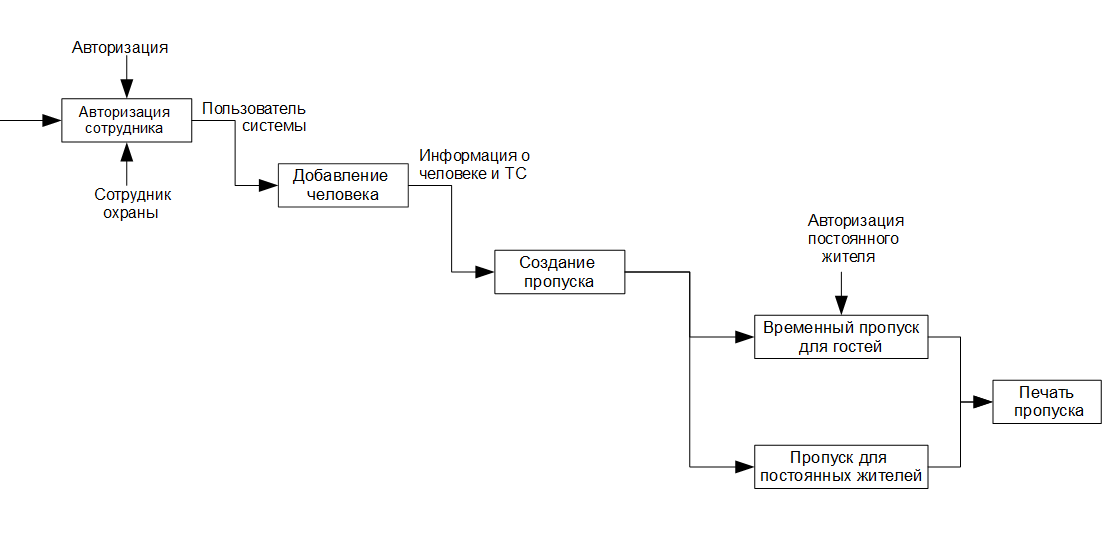 Авторизация
Авторизация
сотрудника
Сотрудник
охраны
Пользователь
системы
Добавление
человека
Информация о
человеке и ТС
Создание
пропуска
Авторизация
постоянного
жителя
Временный пропуск
для гостей
Пропуск для
постоянных жителей
Печать
пропуска